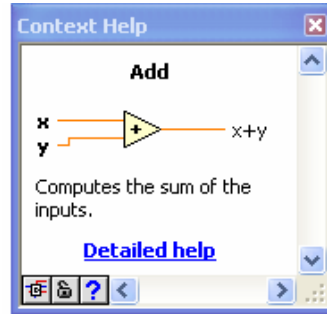 Context Help
Add
x
+
x+y
y
Computes the sum of the
inputs.
Detailed help
?